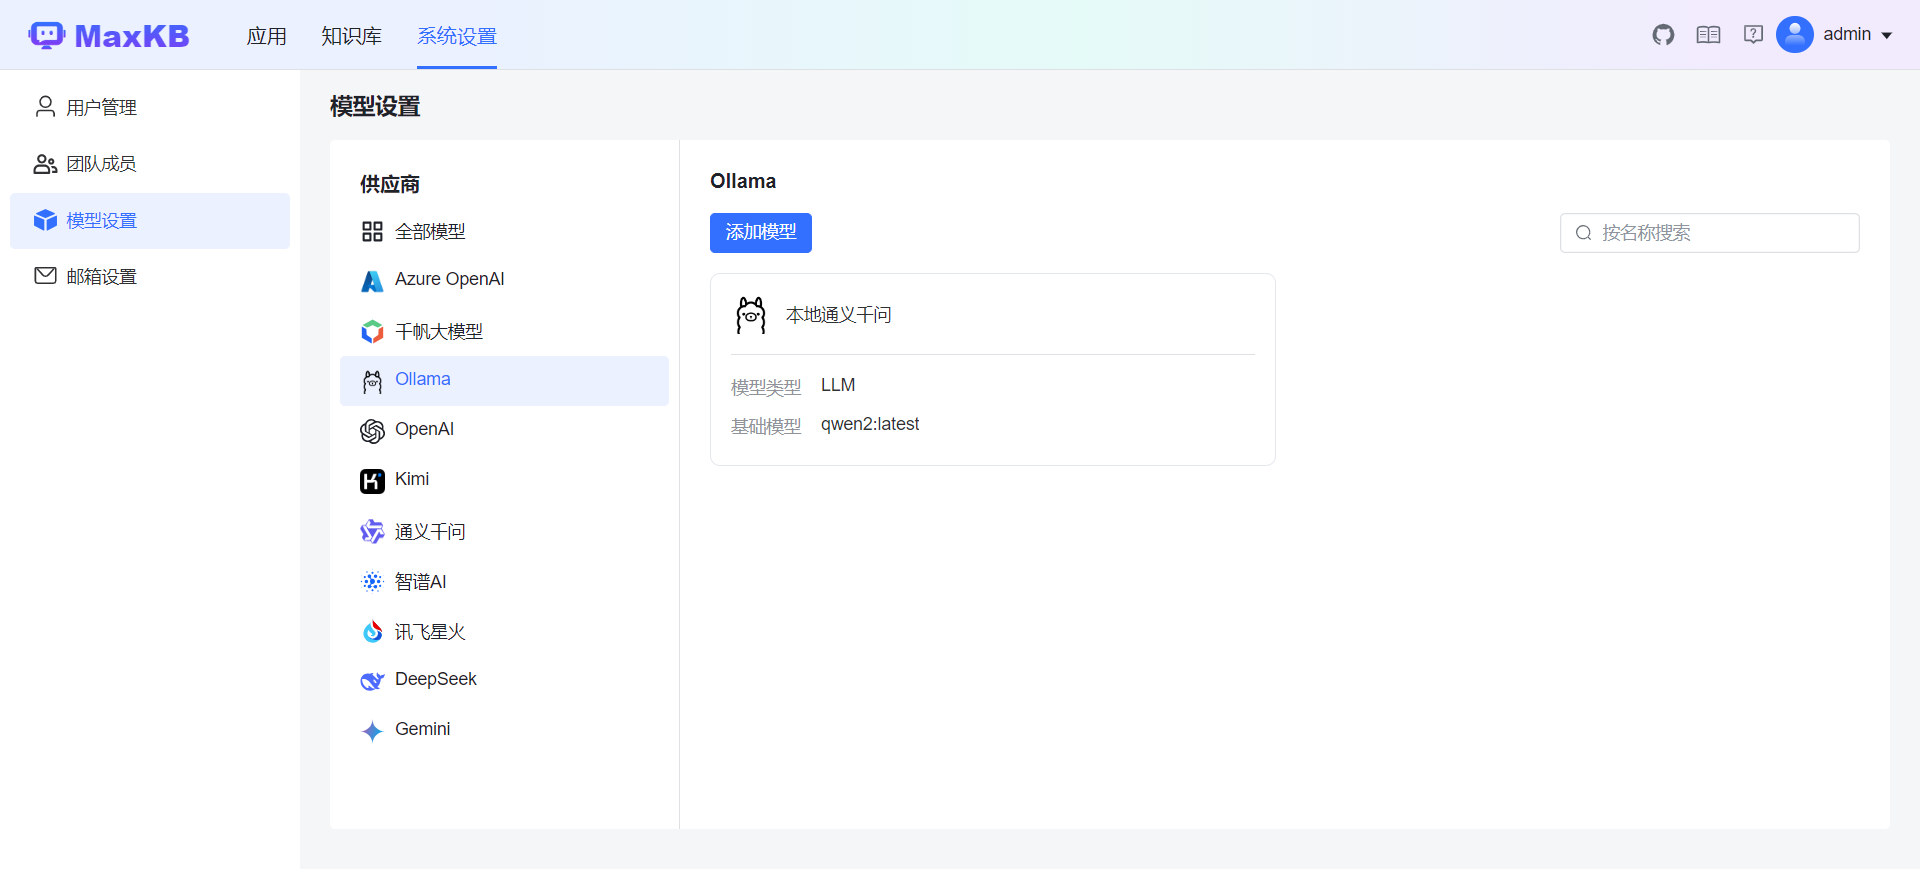 MaxKB
应用
知识库
系统设置
admin
用户管理
团队成员
模型设置
邮箱设置
模型设置
供应商
全部模型
Azure OpenAI
千帆大模型
Ollama
OpenAI
Kimi
通义千问
智谱AI
讯飞星火
DeepSeek
Gemini
Ollama
添加模型
按名称搜索
本地通义千问
模型类型 LLM
基础模型 qwen2:latest